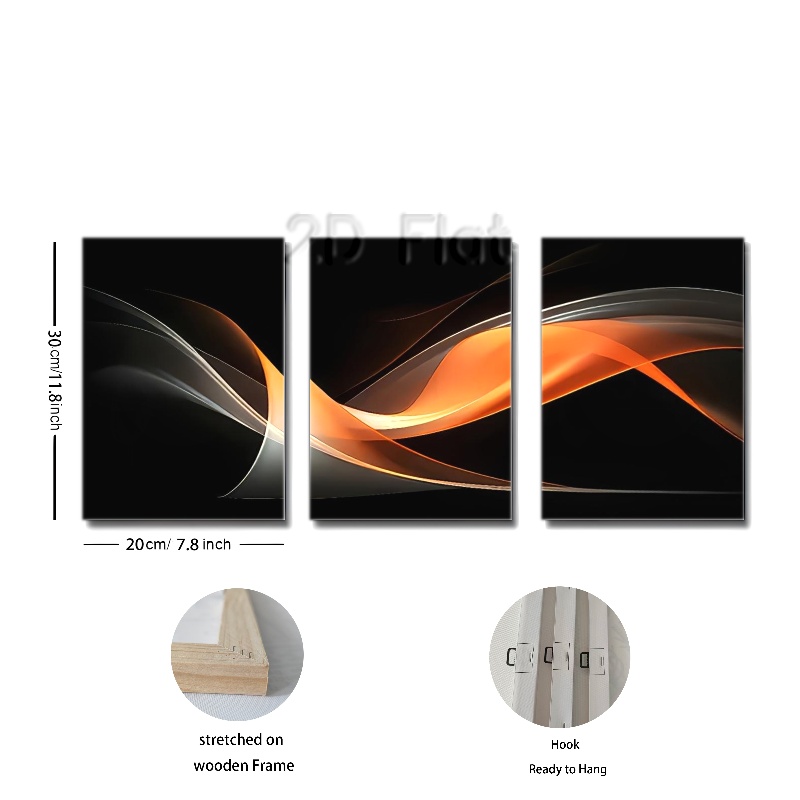 2D Flat
30cm/11.8inch
20cm/ 7.8 inch
stretched on
wooden Frame
Hook
Ready to Hang